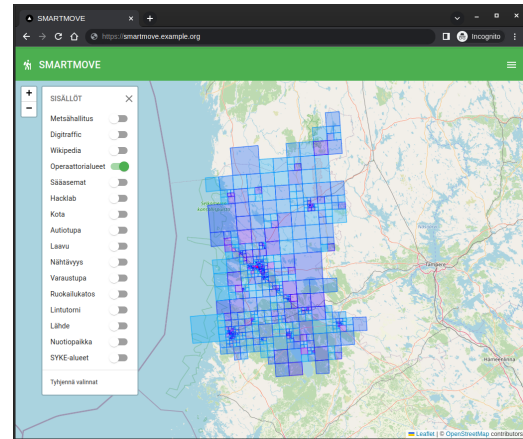 SMARTMOVE
https://smartmove.example.org
Incognito
SMARTMOVE
+
−
SISÄLLÖT
Metsähallitus
Digitraffic
Wikipedia
Operaattorialueet
Sääasemat
Hacklab
Kota
Autiotupa
Laavu
Nähtävyys
Varaustupa
Ruokailukatos
Lintutorni
Lähde
Nuotiopaikka
SYKE-alueet
Tyhjennä valinnat
Tampere
Hämeenlinna
Leaflet | © OpenStreetMap contributors